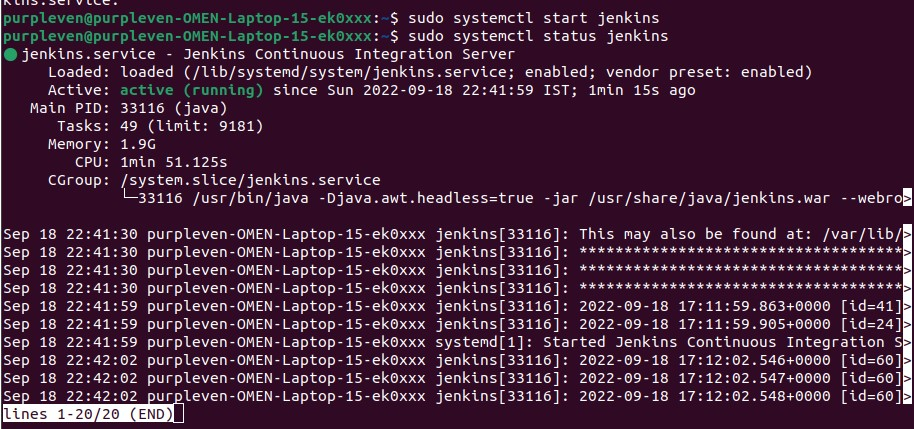 kins.service.
purpleven@purpleven-OMEN-Laptop-15-ek0xxx:~$ sudo systemctl start jenkins
purpleven@purpleven-OMEN-Laptop-15-ek0xxx:~$ sudo systemctl status jenkins
● jenkins.service - Jenkins Continuous Integration Server
     Loaded: loaded (/lib/systemd/system/jenkins.service; enabled; vendor preset: enabled)
     Active: active (running) since Sun 2022-09-18 22:41:59 IST; 1min 15s ago
   Main PID: 33116 (java)
      Tasks: 49 (limit: 9181)
     Memory: 1.9G
        CPU: 1min 51.125s
     CGroup: /system.slice/jenkins.service
             └─33116 /usr/bin/java -Djava.awt.headless=true -jar /usr/share/java/jenkins.war --webro>
Sep 18 22:41:30 purpleven-OMEN-Laptop-15-ek0xxx jenkins[33116]: This may also be found at: /var/lib/>
Sep 18 22:41:30 purpleven-OMEN-Laptop-15-ek0xxx jenkins[33116]: ************************************>
Sep 18 22:41:30 purpleven-OMEN-Laptop-15-ek0xxx jenkins[33116]: ************************************>
Sep 18 22:41:30 purpleven-OMEN-Laptop-15-ek0xxx jenkins[33116]: ************************************>
Sep 18 22:41:59 purpleven-OMEN-Laptop-15-ek0xxx jenkins[33116]: 2022-09-18 17:11:59.863+0000 [id=41]>
Sep 18 22:41:59 purpleven-OMEN-Laptop-15-ek0xxx jenkins[33116]: 2022-09-18 17:11:59.905+0000 [id=24]>
Sep 18 22:41:59 purpleven-OMEN-Laptop-15-ek0xxx systemd[1]: Started Jenkins Continuous Integration S>
Sep 18 22:42:02 purpleven-OMEN-Laptop-15-ek0xxx jenkins[33116]: 2022-09-18 17:12:02.546+0000 [id=60]>
Sep 18 22:42:02 purpleven-OMEN-Laptop-15-ek0xxx jenkins[33116]: 2022-09-18 17:12:02.547+0000 [id=60]>
Sep 18 22:42:02 purpleven-OMEN-Laptop-15-ek0xxx jenkins[33116]: 2022-09-18 17:12:02.548+0000 [id=60]>
lines 1-20/20 (END)